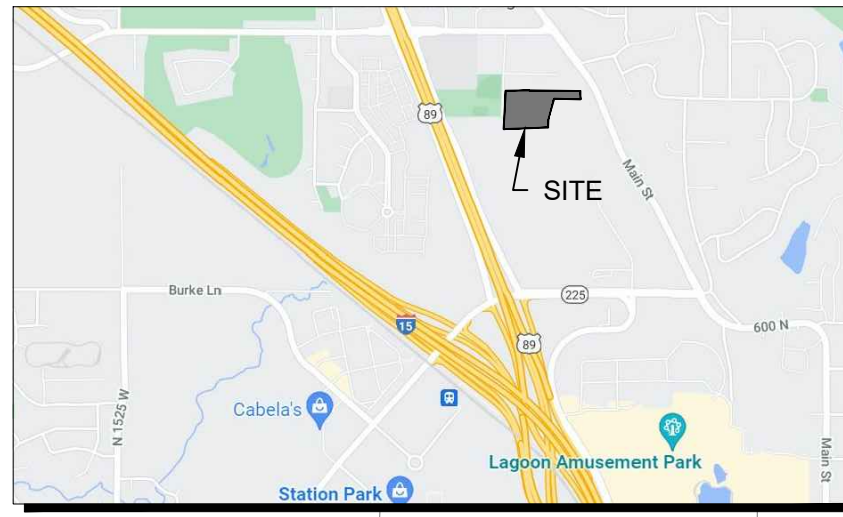 89
SITE
Main St
Burke Ln
225
15
600 N
89
Cabela's
N 1525 W
Main St
Lagoon Amusement Park
Station Park